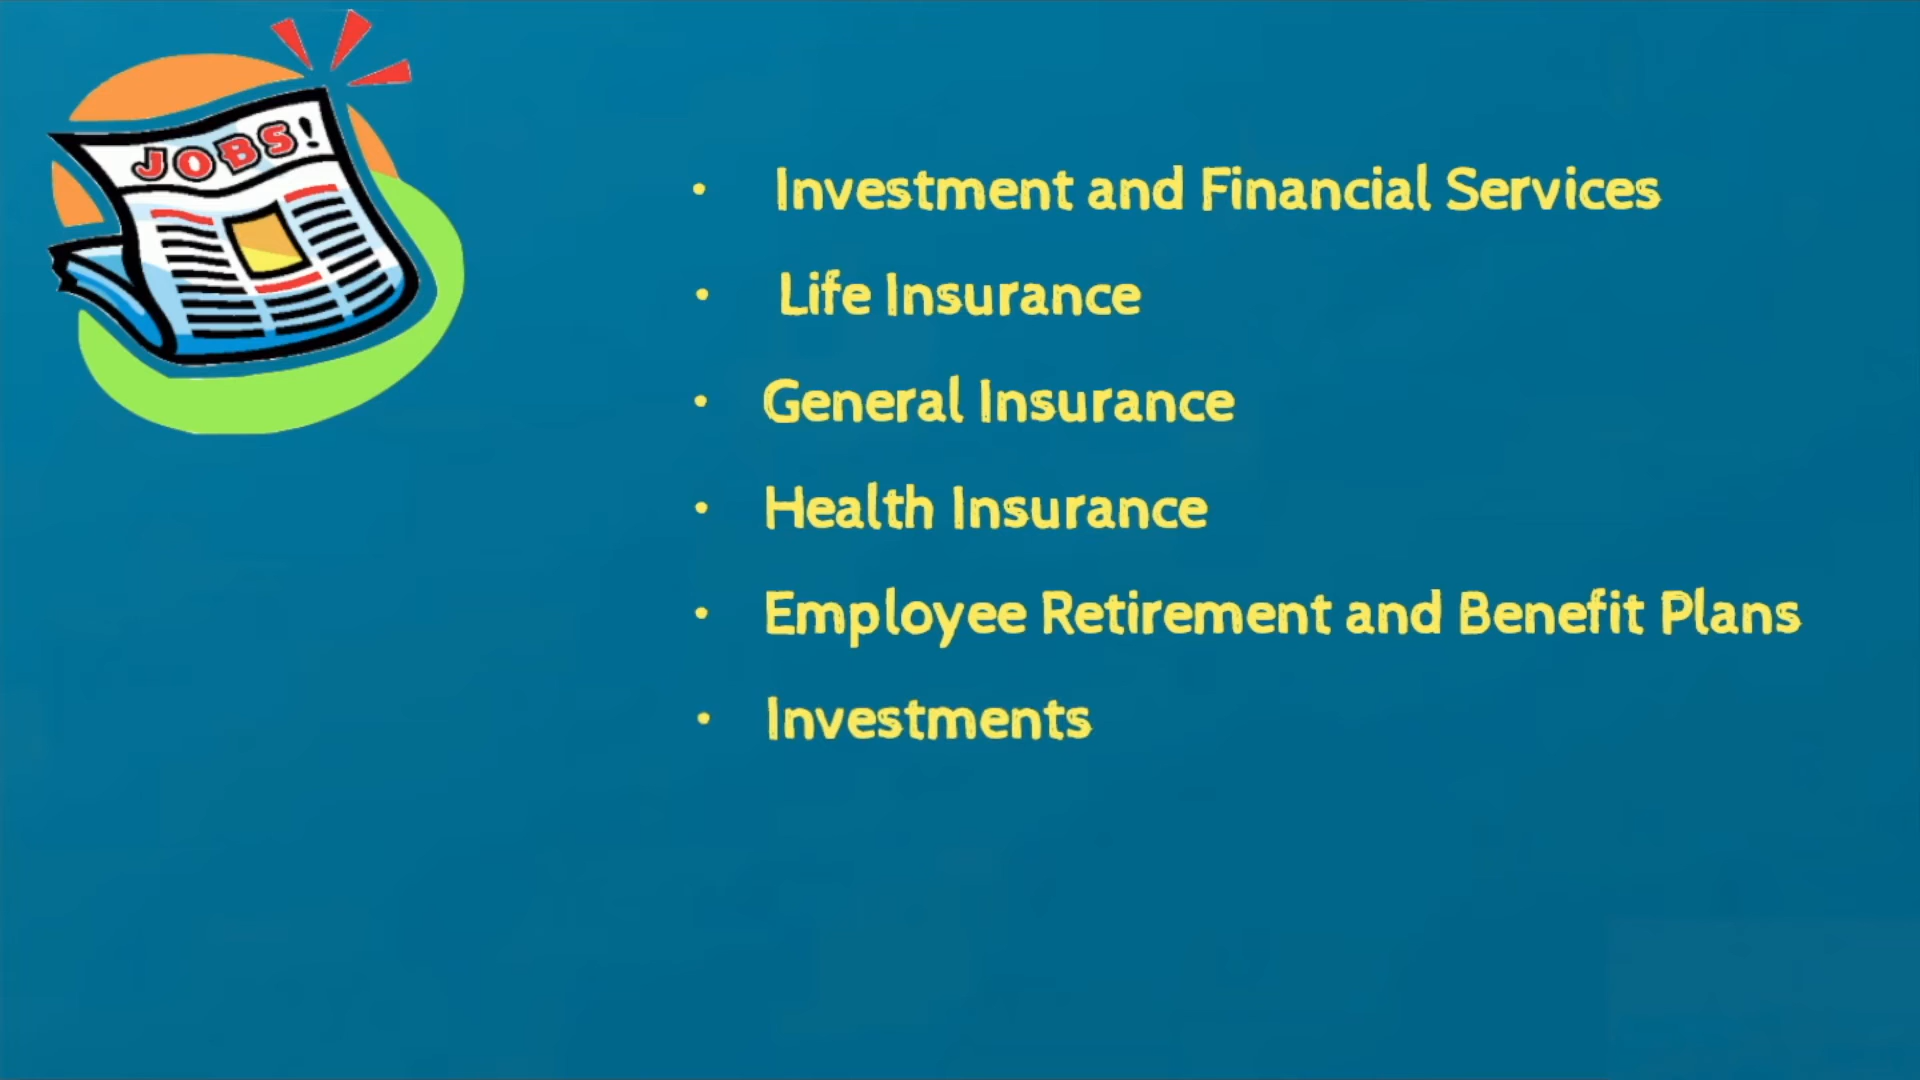 JOBS!
• Investment and Financial Services
• Life Insurance
• General Insurance
• Health Insurance
• Employee Retirement and Benefit Plans
• Investments